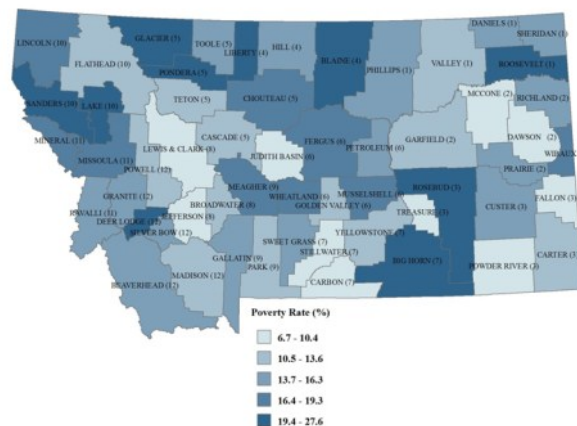 DANIELS (1)
SHERIDAN (1)
LINCOLN (10)
GLACIER (5)
TOOLE (5)
LIBERTY (4)
HILL (4)
BLAINE (4)
PHILLIPS (1)
VALLEY (1)
ROOSEVELT (1)
FLATHEAD (10)
PONDERA (5)
MCCONE (2)
RICHLAND (2)
SANDERS (10)
LAKE (10)
TETON (5)
CHOUTEAU (5)
CASCADE (5)
FERGUS (6)
PETROLEUM (6)
GARFIELD (2)
DAWSON (2)
MINERAL (11)
LEWIS & CLARK (8)
JUDITH BASIN (6)
WIBAUX
MISSOULA (11)
POWELL (12)
PRAIRIE (2)
MEAGHER (9)
WHEATLAND (6)
MUSSELSHELL (6)
ROSEBUD (3)
FALLON (3)
GRANITE (12)
BROADWATER (8)
GOLDEN VALLEY (6)
TREASURE (3)
CUSTER (3)
RAVALLI (11)
JEFFERSON (8)
DEER LODGE (12)
SILVER BOW (12)
SWEET GRASS (7)
YELLOWSTONE (7)
STILLWATER (7)
GALLATIN (9)
PARK (9)
BIG HORN (7)
POWDER RIVER (3)
CARTER (3)
MADISON (12)
BEAVERHEAD (12)
CARBON (7)
Poverty Rate (%)
6.7 - 10.4
10.5 - 13.6
13.7 - 16.3
16.4 - 19.3
19.4 - 27.6